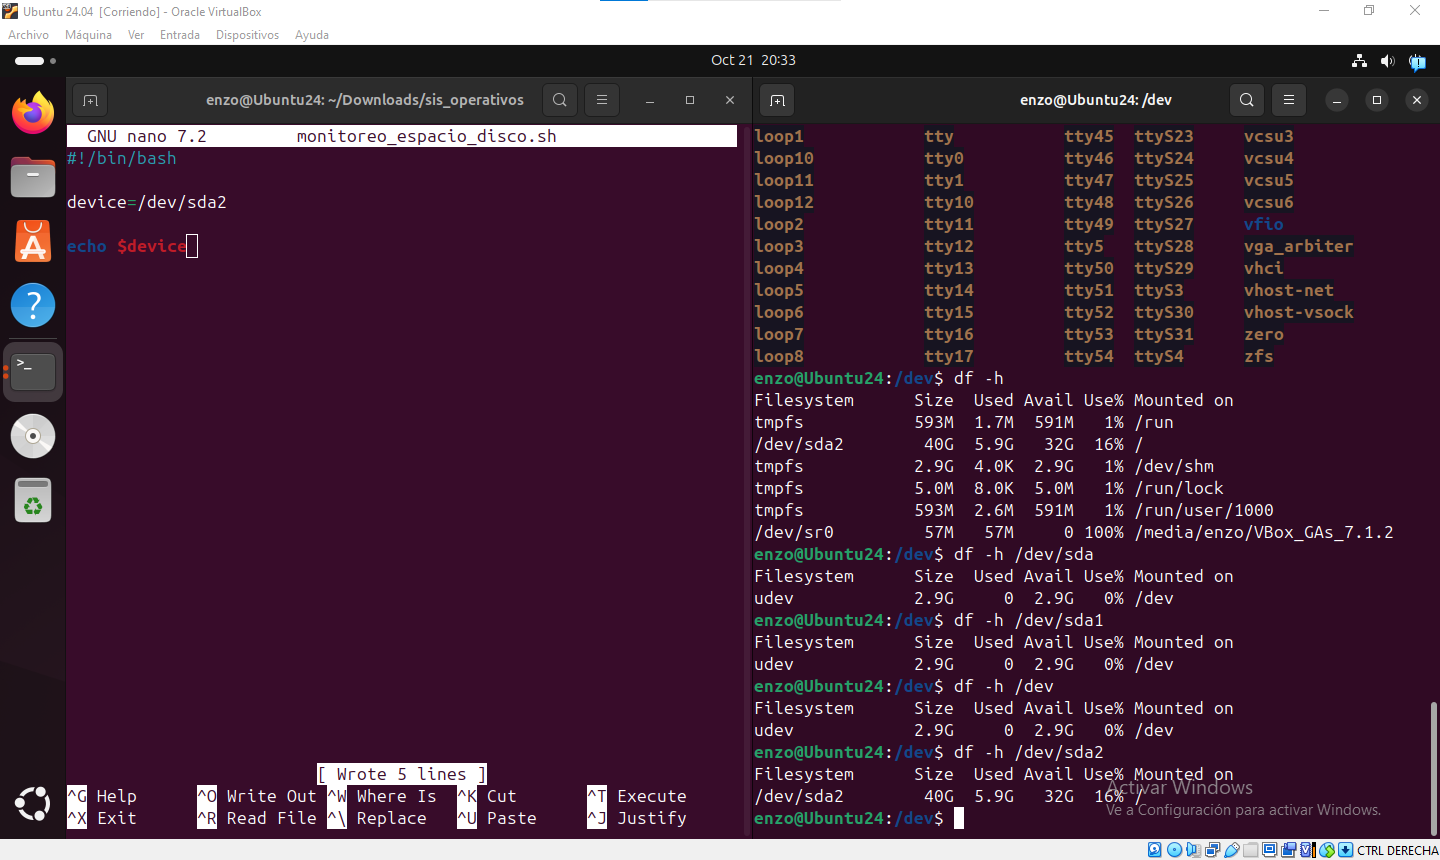 Ubuntu 24.04 [Corriendo] - Oracle VirtualBox
Archivo Máquina Ver Entrada Dispositivos Ayuda
Oct 21 20:33
enzo@Ubuntu24: ~/Downloads/sis_operativos
GNU nano 7.2 monitoreo_espacio_disco.sh
#!/bin/bash
device=/dev/sda2
echo $device
[ Wrote 5 lines ]
^G Help ^O Write Out ^W Where Is ^K Cut ^T Execute
^X Exit ^R Read File ^\ Replace ^U Paste ^J Justify
enzo@Ubuntu24: /dev
loop1 tty tty45 ttyS23 vcsu3
loop10 tty0 tty46 ttyS24 vcsu4
loop11 tty1 tty47 ttyS25 vcsu5
loop12 tty10 tty48 ttyS26 vcsu6
loop2 tty11 tty49 ttyS27 vfio
loop3 tty12 tty5 ttyS28 vga_arbiter
loop4 tty13 tty50 ttyS29 vhci
loop5 tty14 tty51 ttyS3 vhost-net
loop6 tty15 tty52 ttyS30 vhost-vsock
loop7 tty16 tty53 ttyS31 zero
loop8 tty17 tty54 ttyS4 zfs
enzo@Ubuntu24:/dev$ df -h
Filesystem Size Used Avail Use% Mounted on
tmpfs 593M 1.7M 591M 1% /run
/dev/sda2 40G 5.9G 32G 16% /
tmpfs 2.9G 4.0K 2.9G 1% /dev/shm
tmpfs 5.0M 8.0K 5.0M 1% /run/lock
tmpfs 593M 2.6M 591M 1% /run/user/1000
/dev/sr0 57M 57M 0 100% /media/enzo/VBox_GAs_7.1.2
enzo@Ubuntu24:/dev$ df -h /dev/sda
Filesystem Size Used Avail Use% Mounted on
udev 2.9G 0 2.9G 0% /dev
enzo@Ubuntu24:/dev$ df -h /dev/sda1
Filesystem Size Used Avail Use% Mounted on
udev 2.9G 0 2.9G 0% /dev
enzo@Ubuntu24:/dev$ df -h /dev
Filesystem Size Used Avail Use% Mounted on
udev 2.9G 0 2.9G 0% /dev
enzo@Ubuntu24:/dev$ df -h /dev/sda2
Filesystem Size Used Avail Use% Mounted on
/dev/sda2 40G 5.9G 32G 16% /
enzo@Ubuntu24:/dev$
Activar Windows
Ve a Configuración para activar Windows.
CTRL DERECHA